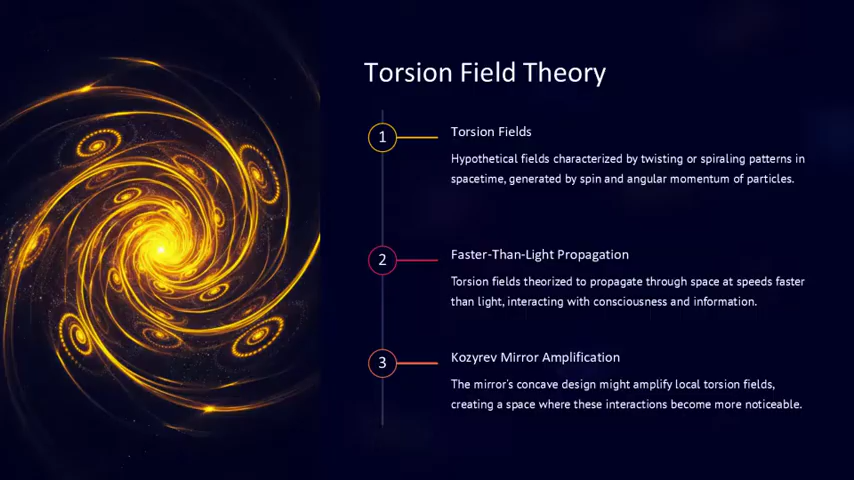 Torsion Field Theory
1
Torsion Fields
Hypothetical fields characterized by twisting or spiraling patterns in
spacetime, generated by spin and angular momentum of particles.
2
Faster-Than-Light Propagation
Torsion fields theorized to propagate through space at speeds faster
than light, interacting with consciousness and information.
3
Kozyrev Mirror Amplification
The mirror's concave design might amplify local torsion fields,
creating a space where these interactions become more noticeable.